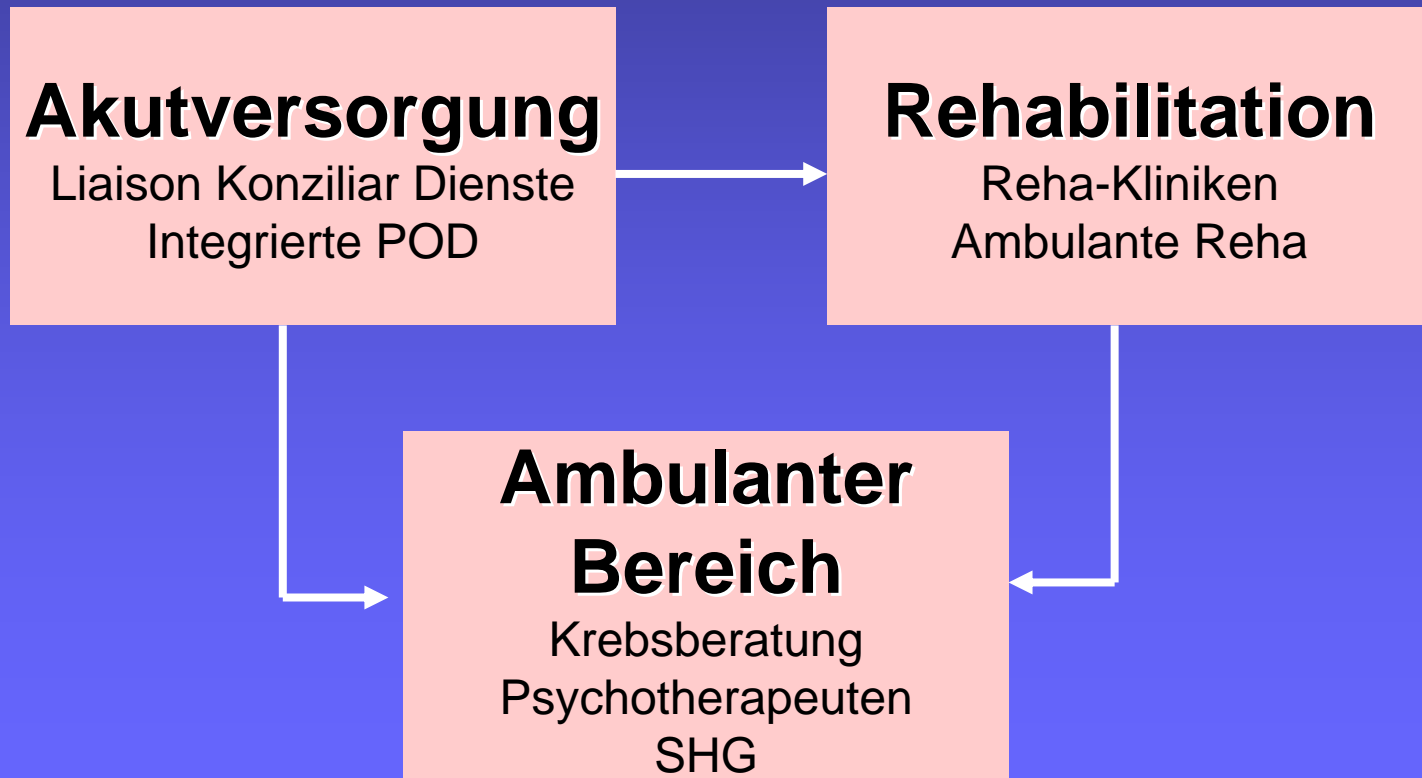 Akutversorgung
Liaison Konziliar Dienste
Integrierte POD
Rehabilitation
Reha-Kliniken
Ambulante Reha
Ambulanter
Bereich
Krebsberatung
Psychotherapeuten
SHG